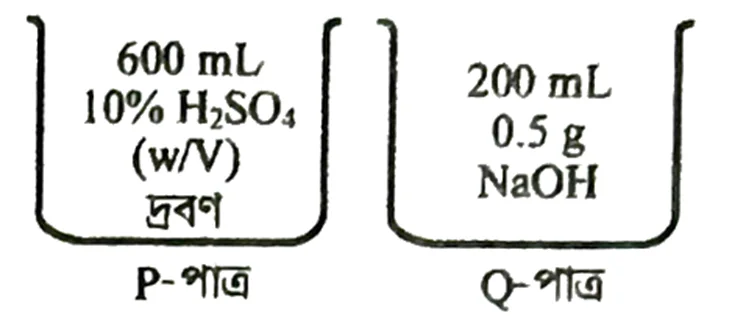 600 mL
10% H₂SO₄
(w/V)
দ্রবণ
P-পাত্র
200 mL
0.5 g
NaOH
Q-পাত্র